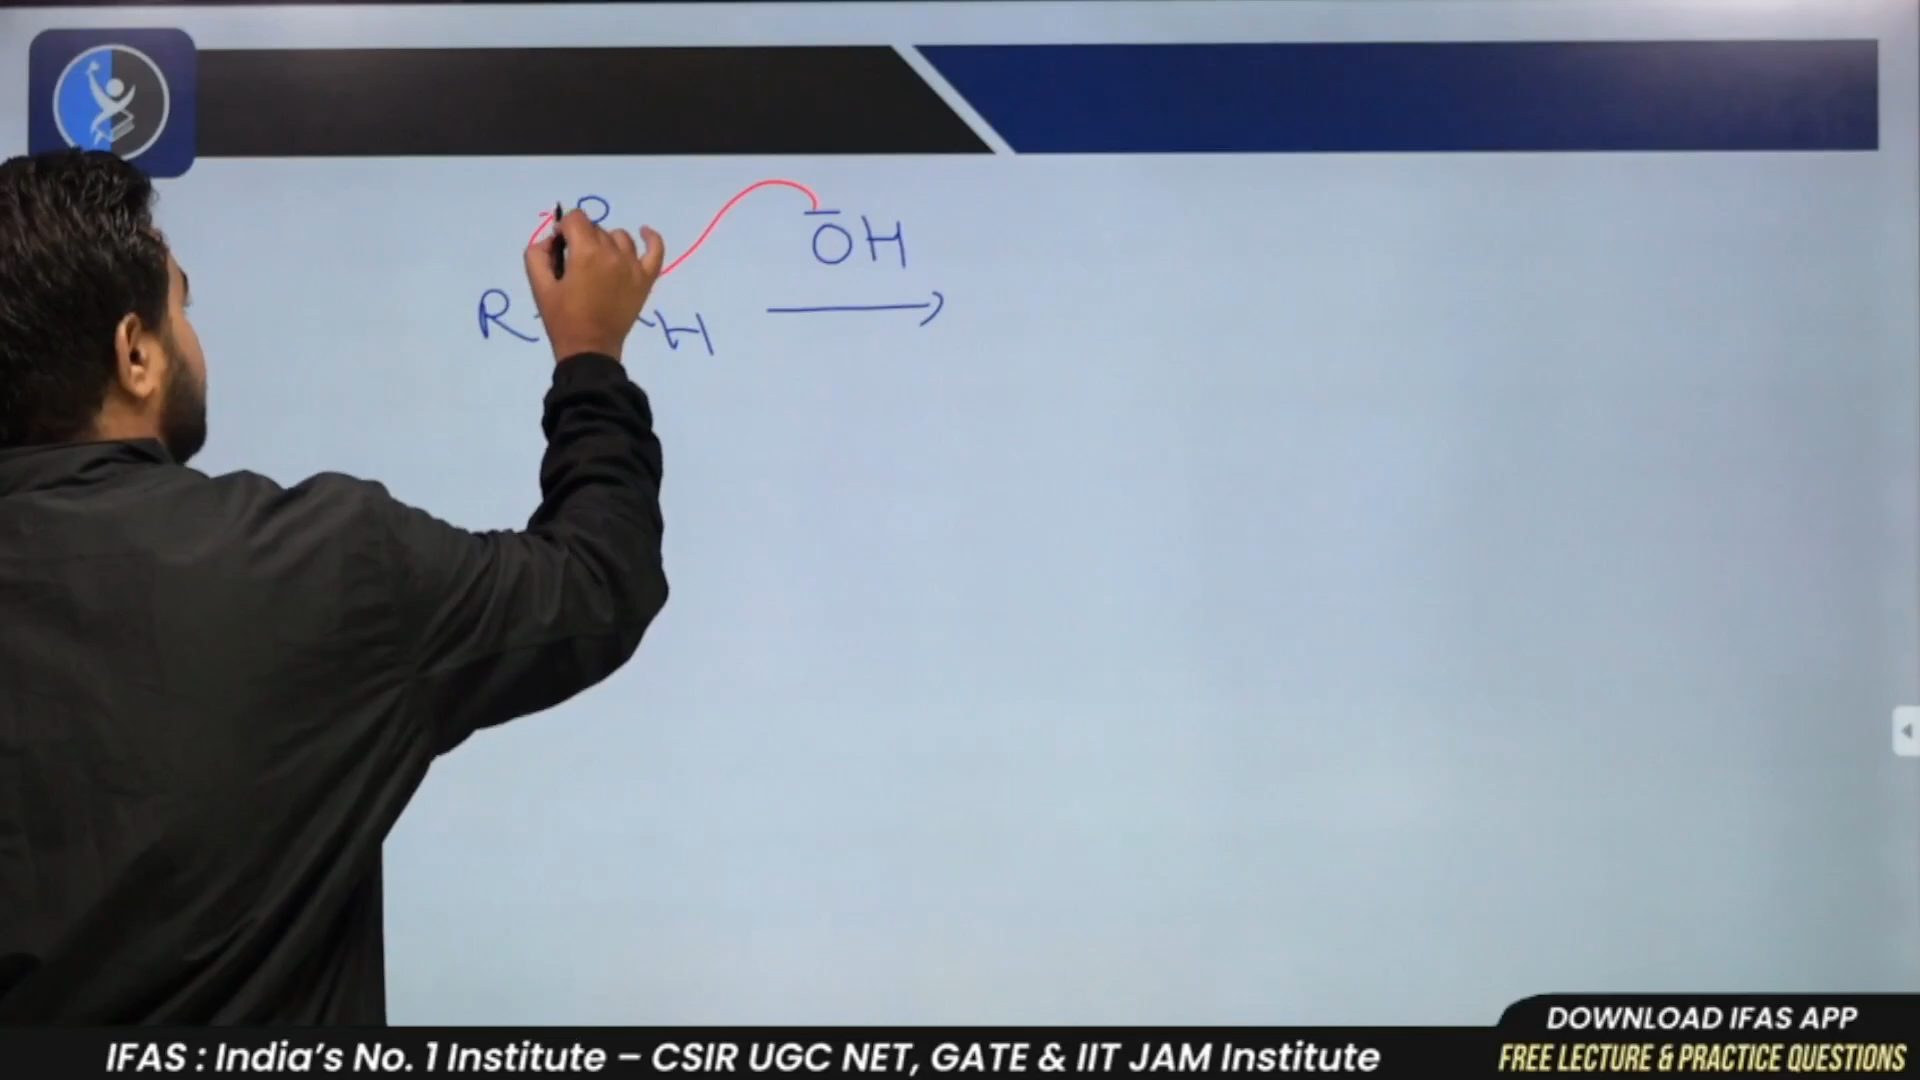 O
ŌH
R
H
DOWNLOAD IFAS APP
IFAS : India's No. 1 Institute – CSIR UGC NET, GATE & IIT JAM Institute
FREE LECTURE & PRACTICE QUESTIONS